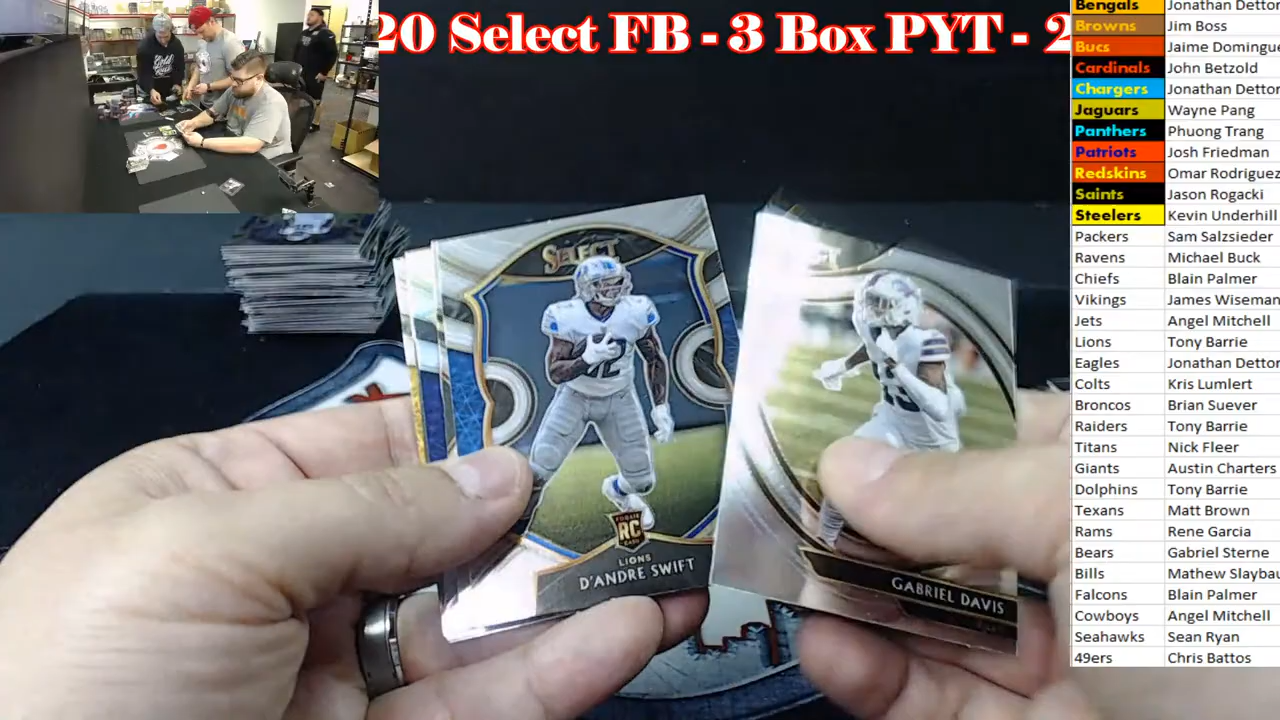 20 Select FB - 3 Box PYT - 2
Bengals Jonathan Dettor
Browns Jim Boss
Bucs Jaime Domingue
Cardinals John Betzold
Chargers Jonathan Dettor
Jaguars Wayne Pang
Panthers Phuong Trang
Patriots Josh Friedman
Redskins Omar Rodriguez
Saints Jason Rogacki
Steelers Kevin Underhill
Packers Sam Salzsieder
Ravens Michael Buck
Chiefs Blain Palmer
Vikings James Wiseman
Jets Angel Mitchell
Lions Tony Barrie
Eagles Jonathan Dettor
Colts Kris Lumlert
Broncos Brian Suever
Raiders Tony Barrie
Titans Nick Fleer
Giants Austin Charters
Dolphins Tony Barrie
Texans Matt Brown
Rams Rene Garcia
Bears Gabriel Sterne
Bills Mathew Slaybau
Falcons Blain Palmer
Cowboys Angel Mitchell
Seahawks Sean Ryan
49ers Chris Battos
SELECT
RC
LIONS
D'ANDRE SWIFT
GABRIEL DAVIS